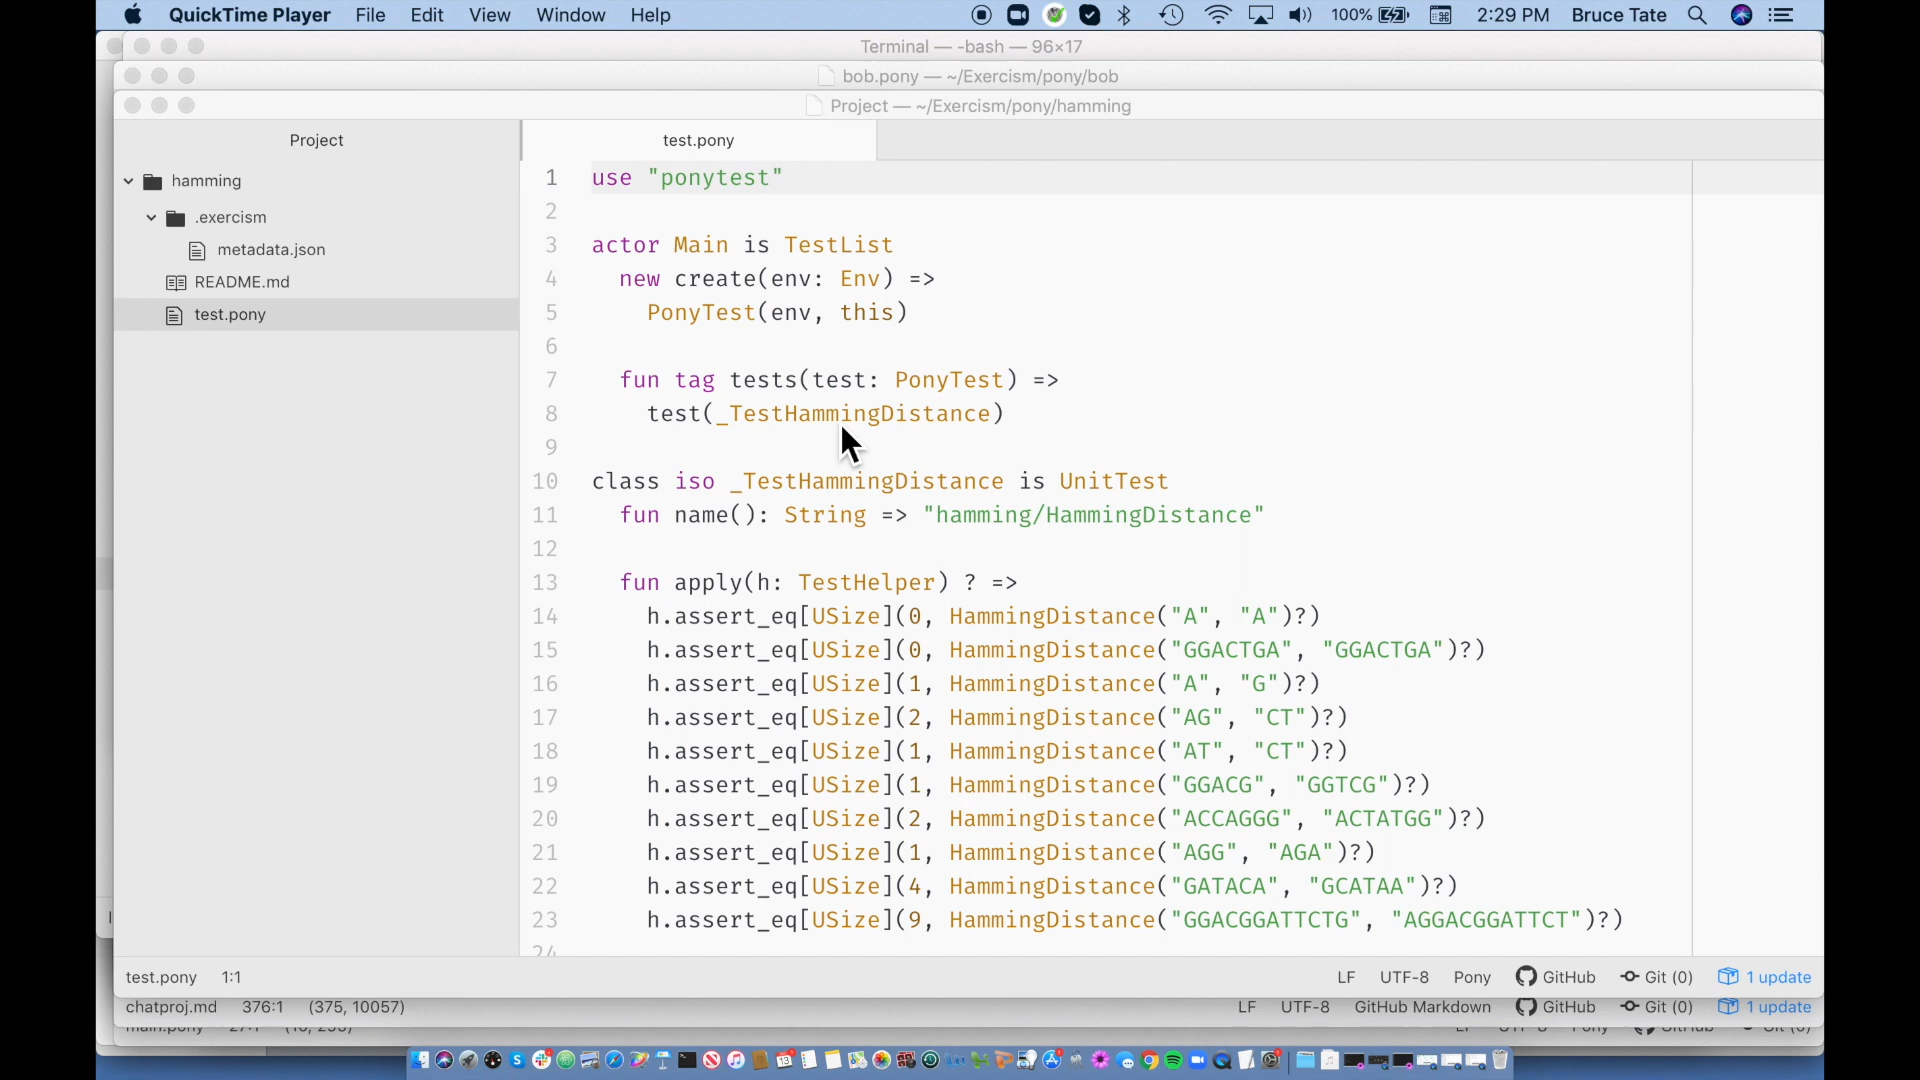 QuickTime Player File Edit View Window Help 100% 2:29 PM Bruce Tate
Terminal — -bash — 96×17
bob.pony — ~/Exercism/pony/bob
Project — ~/Exercism/pony/hamming
Project
test.pony
hamming
.exercism
metadata.json
README.md
test.pony
1 use "ponytest"
2
3 actor Main is TestList
4 new create(env: Env) =>
5 PonyTest(env, this)
6
7 fun tag tests(test: PonyTest) =>
8 test(_TestHammingDistance)
9
10 class iso _TestHammingDistance is UnitTest
11 fun name(): String => "hamming/HammingDistance"
12
13 fun apply(h: TestHelper) ? =>
14 h.assert_eq[USize](0, HammingDistance("A", "A")?)
15 h.assert_eq[USize](0, HammingDistance("GGACTGA", "GGACTGA")?)
16 h.assert_eq[USize](1, HammingDistance("A", "G")?)
17 h.assert_eq[USize](2, HammingDistance("AG", "CT")?)
18 h.assert_eq[USize](1, HammingDistance("AT", "CT")?)
19 h.assert_eq[USize](1, HammingDistance("GGACG", "GGTCG")?)
20 h.assert_eq[USize](2, HammingDistance("ACCAGGG", "ACTATGG")?)
21 h.assert_eq[USize](1, HammingDistance("AGG", "AGA")?)
22 h.assert_eq[USize](4, HammingDistance("GATACA", "GCATAA")?)
23 h.assert_eq[USize](9, HammingDistance("GGACGGATTCTG", "AGGACGGATTCT")?)
24
test.pony 1:1 LF UTF-8 Pony GitHub Git (0) 1 update
chatproj.md 376:1 (375, 10057) LF UTF-8 GitHub Markdown GitHub Git (0) 1 update